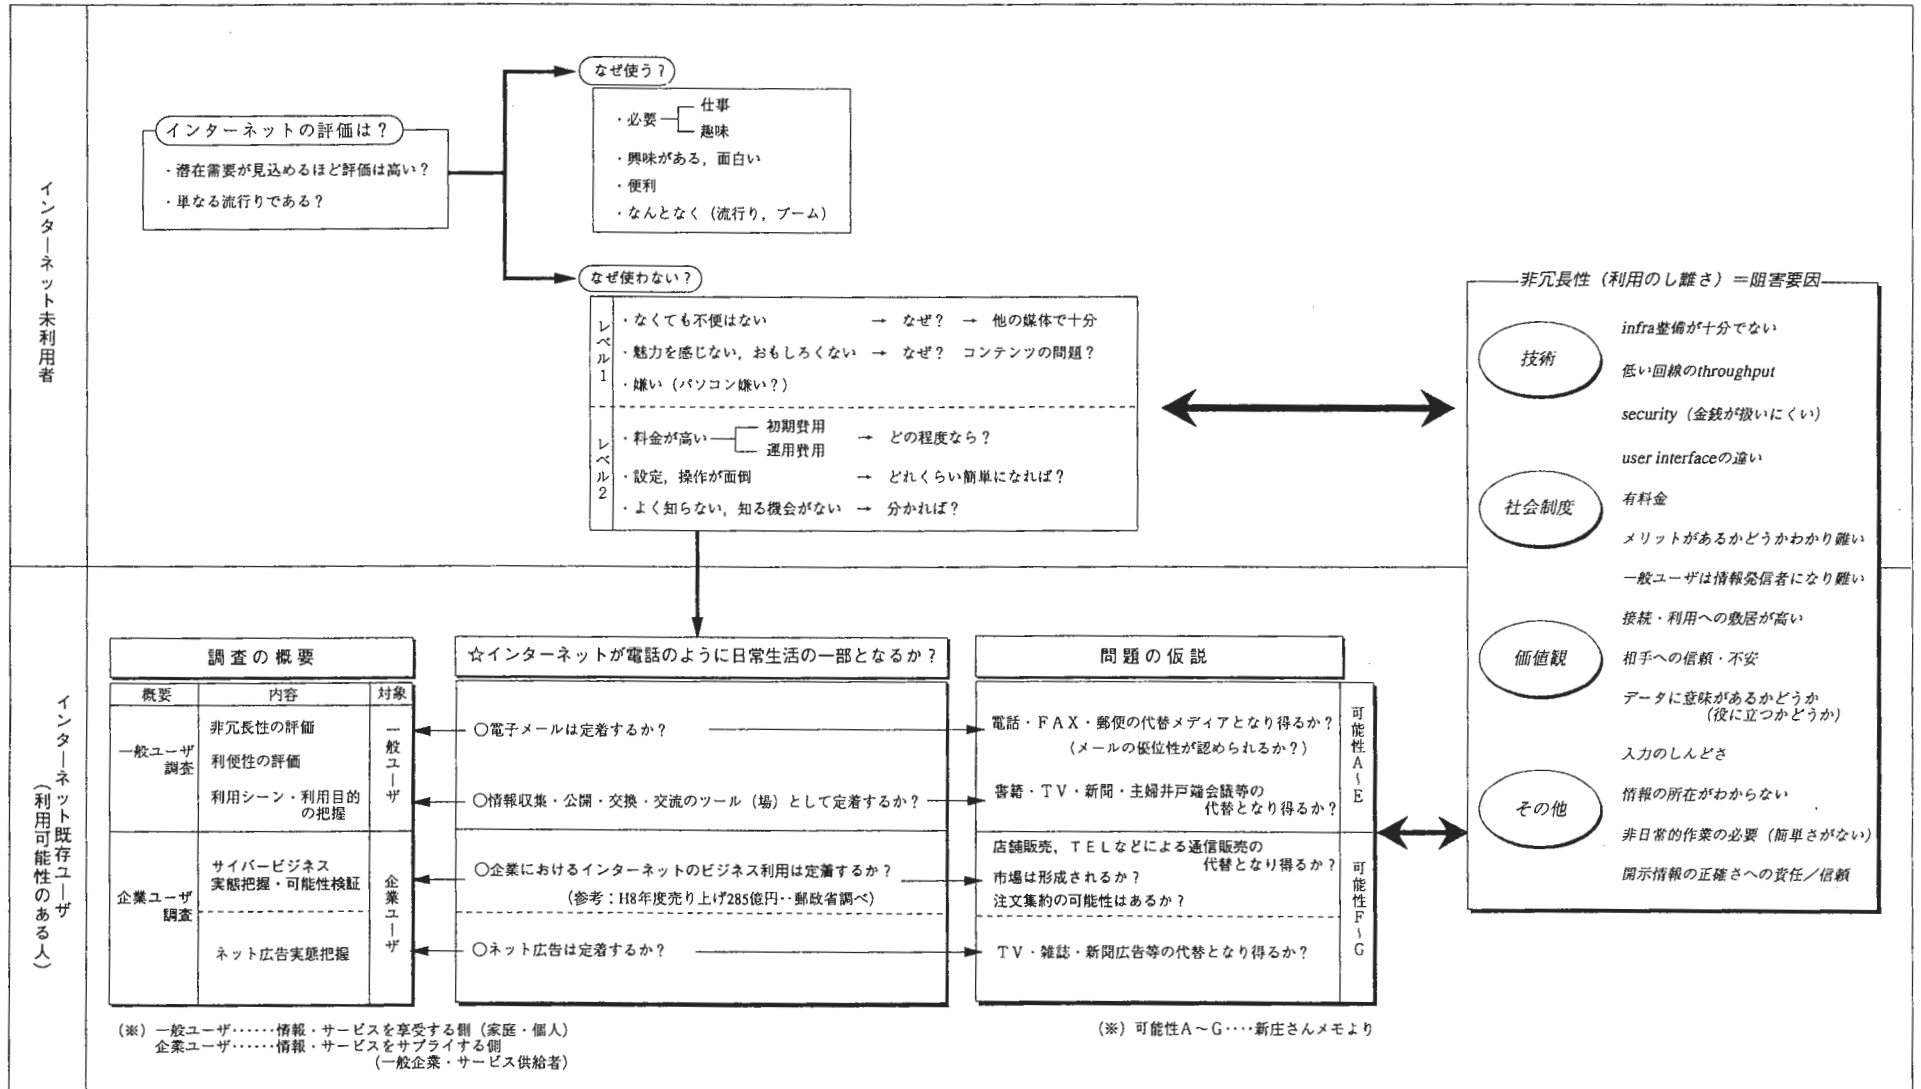 インターネット未利用者
インターネットの評価は？
・潜在需要が見込めるほど評価は高い？
・単なる流行りである？
なぜ使う？
・必要
仕事
趣味
・興味がある，面白い
・便利
・なんとなく（流行り，ブーム）
なぜ使わない？
レベル1
・なくても不便はない → なぜ？ → 他の媒体で十分
・魅力を感じない，おもしろくない → なぜ？ コンテンツの問題？
・嫌い（パソコン嫌い？）
レベル2
・料金が高い
初期費用
運用費用
→ どの程度なら？
・設定，操作が面倒 → どれくらい簡単になれば？
・よく知らない，知る機会がない → 分かれば？
非冗長性（利用のし難さ）＝阻害要因
技術
社会制度
価値観
その他
infra整備が十分でない
低い回線のthroughput
security（金銭が扱いにくい）
user interfaceの違い
有料金
メリットがあるかどうかわかり難い
一般ユーザは情報発信者になり難い
接続・利用への敷居が高い
相手への信頼・不安
データに意味があるかどうか
（役に立つかどうか）
入力のしんどさ
情報の所在がわからない
非日常的作業の必要（簡単さがない）
開示情報の正確さへの責任／信頼
インターネット既存ユーザ
（利用可能性のある人）
調査の概要
概要 内容 対象
一般ユーザ
調査
非冗長性の評価
利便性の評価
利用シーン・利用目的
の把握
一般ユーザ
企業ユーザ
調査
サイバービジネス
実態把握・可能性検証
ネット広告実態把握
企業ユーザ
☆インターネットが電話のように日常生活の一部となるか？
○電子メールは定着するか？
○情報収集・公開・交換・交流のツール（場）として定着するか？
○企業におけるインターネットのビジネス利用は定着するか？
（参考：H8年度売り上げ285億円‥郵政省調べ）
○ネット広告は定着するか？
問題の仮説
電話・ＦＡＸ・郵便の代替メディアとなり得るか？
（メールの優位性が認められるか？）
書籍・ＴＶ・新聞・主婦井戸端会議等の
代替となり得るか？
可能性Ａ～Ｅ
店舗販売，ＴＥＬなどによる通信販売の
代替となり得るか？
市場は形成されるか？
注文集約の可能性はあるか？
ＴＶ・雑誌・新聞広告等の代替となり得るか？
可能性Ｆ～Ｇ
（※）一般ユーザ‥‥‥情報・サービスを享受する側（家庭・個人）
企業ユーザ‥‥‥情報・サービスをサプライする側
（一般企業・サービス供給者）
（※）可能性Ａ～Ｇ‥‥新庄さんメモより